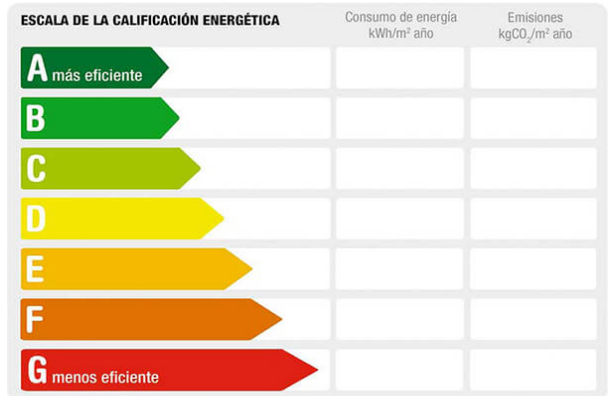 ESCALA DE LA CALIFICACIÓN ENERGÉTICA
Consumo de energía
kWh/m² año
Emisiones
kgCO₂/m² año
A más eficiente
B
C
D
E
F
G menos eficiente